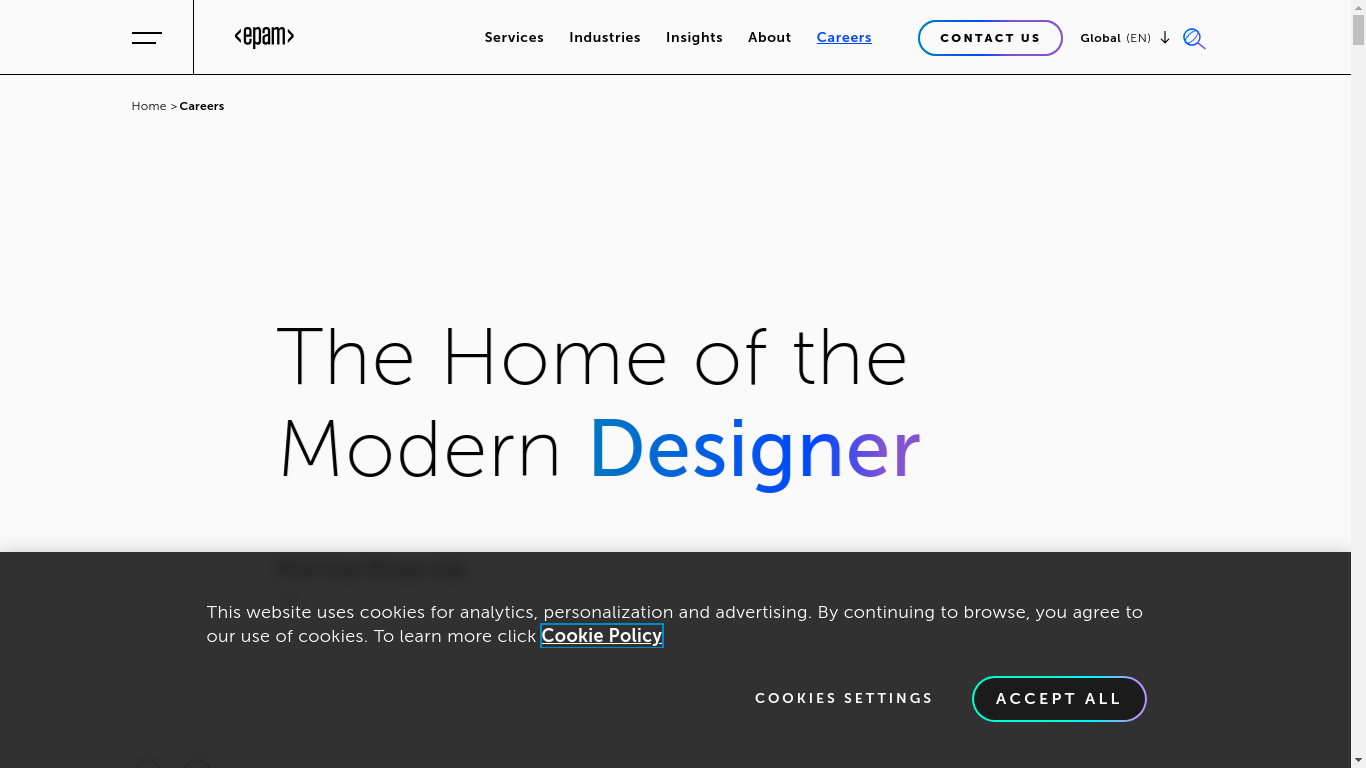 <epam>
Services Industries Insights About Careers CONTACT US Global (EN)
Home > Careers
The Home of the
Modern Designer
This website uses cookies for analytics, personalization and advertising. By continuing to browse, you agree to
our use of cookies. To learn more click Cookie Policy
COOKIES SETTINGS ACCEPT ALL